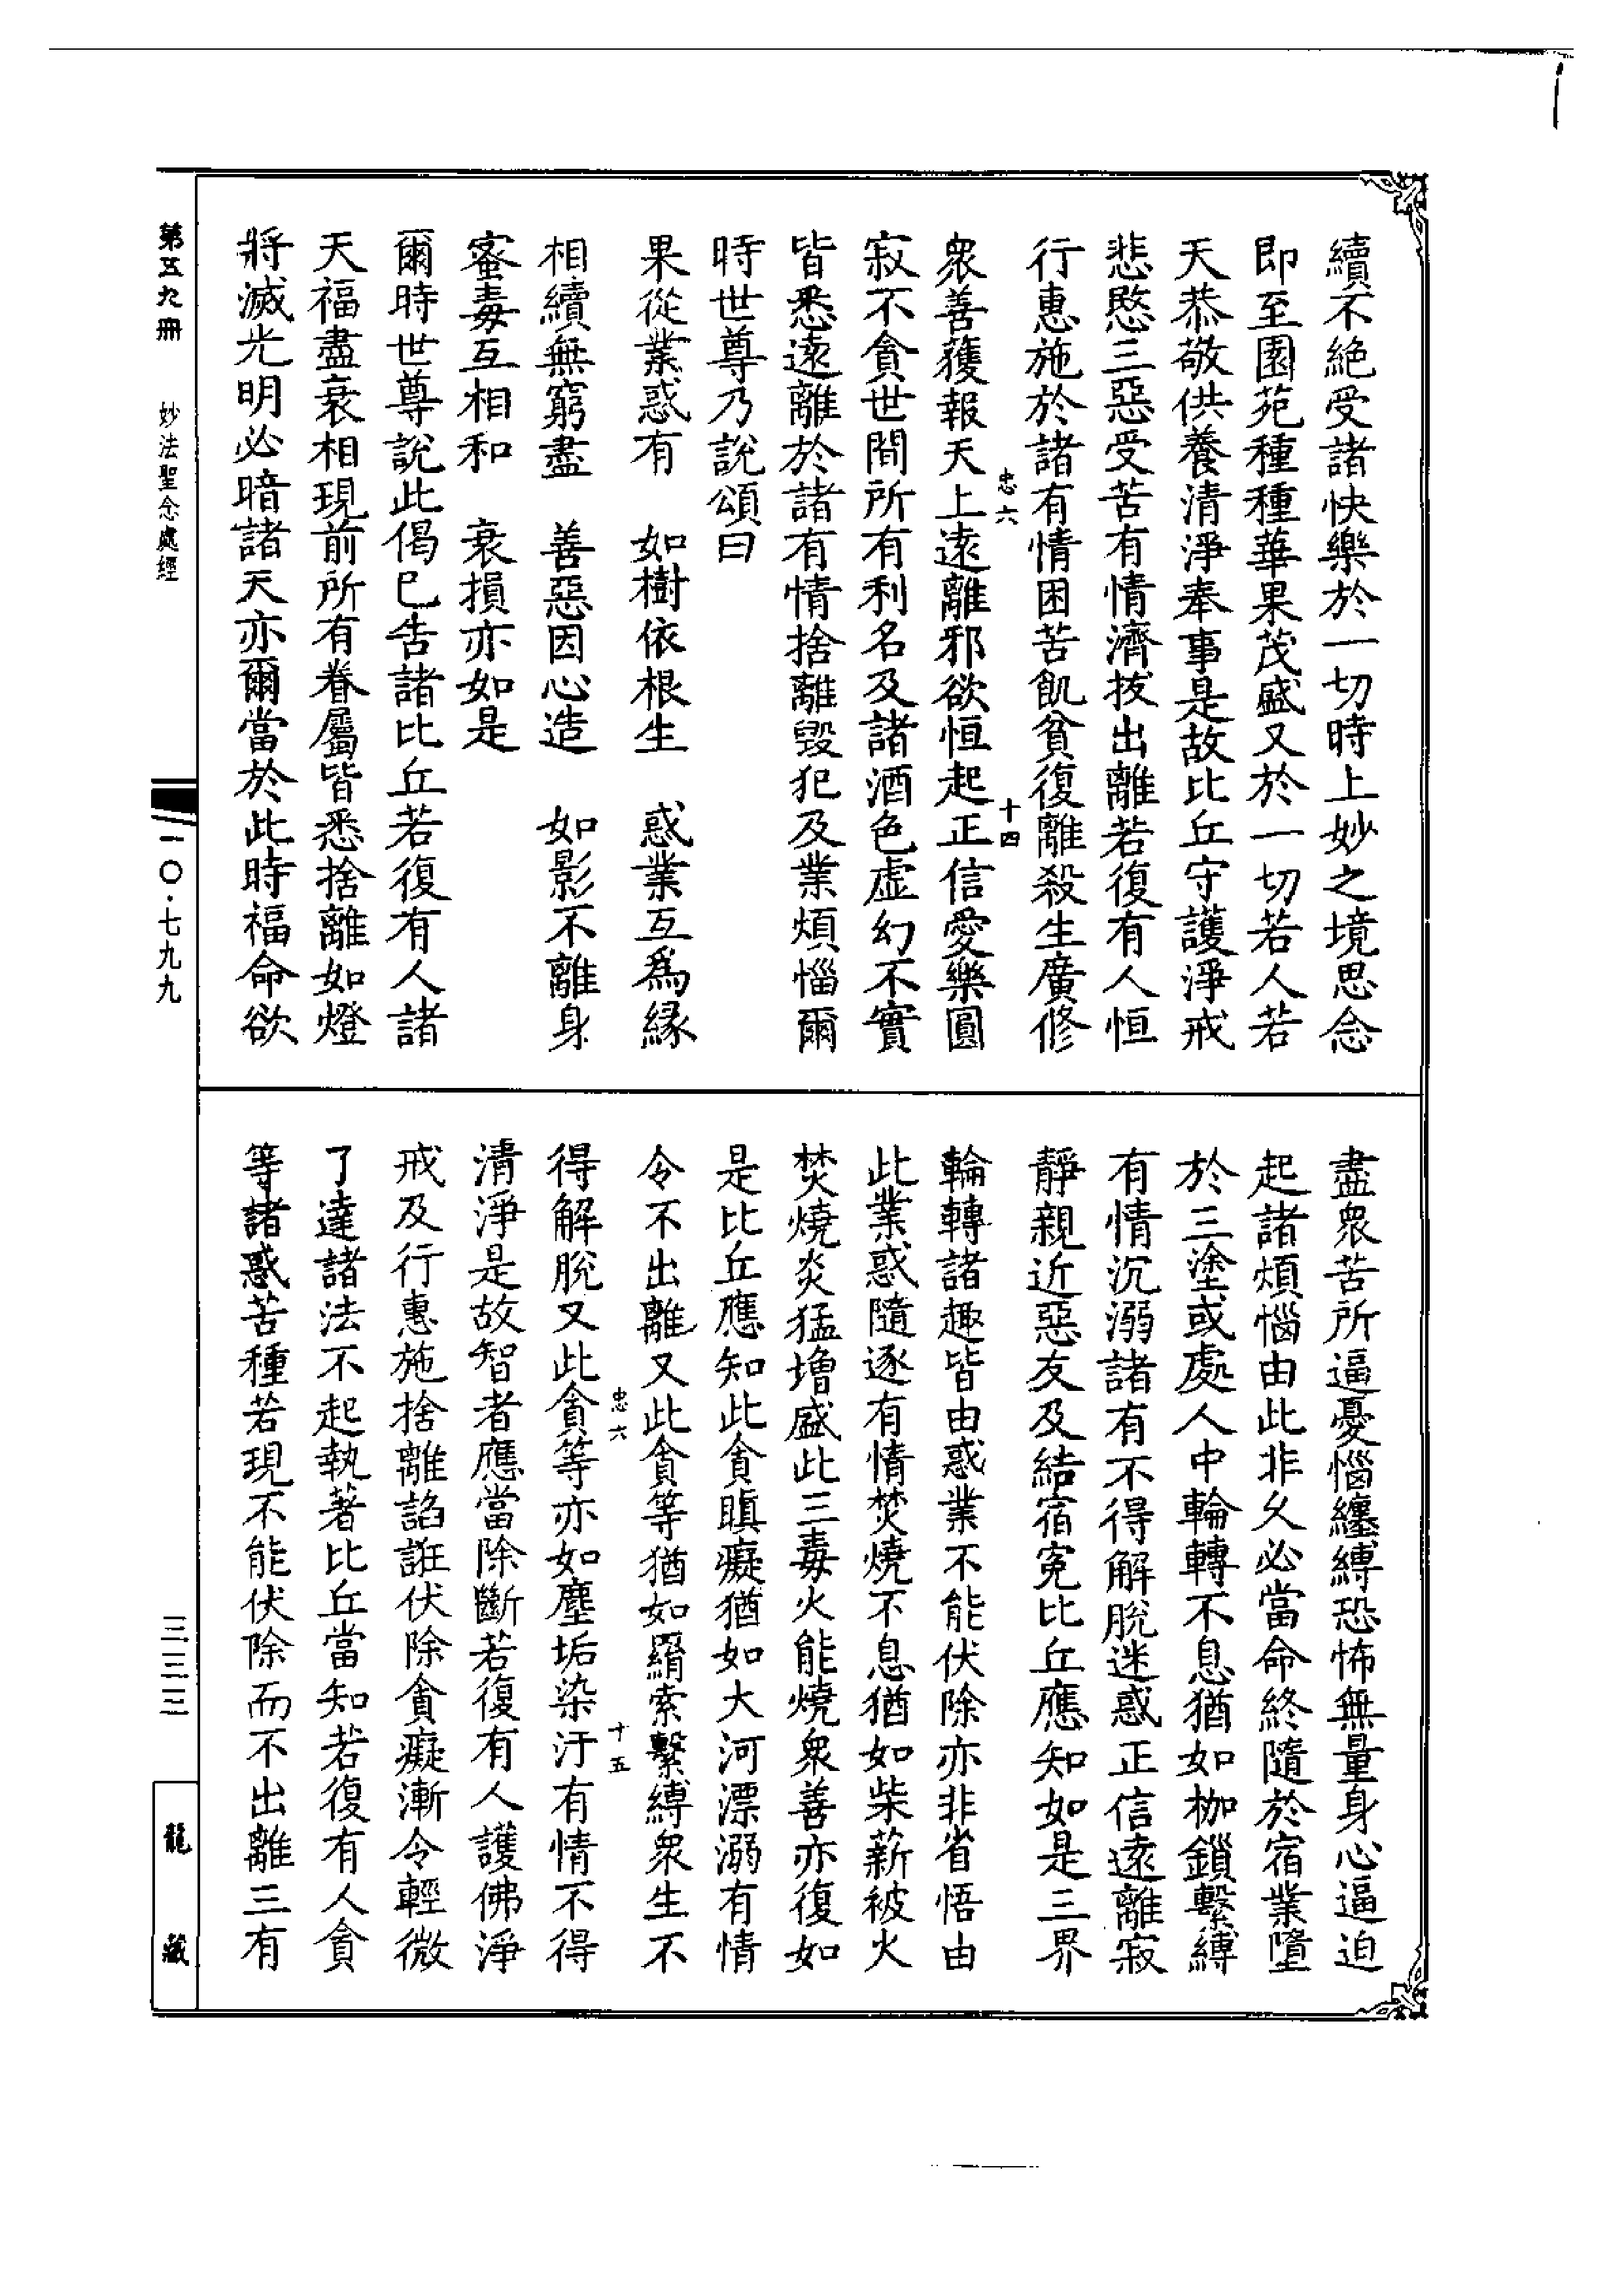 續不絶受諸快樂於一切時上妙之境思念
即至園苑種種華果茂盛又於一切若人若
天恭敬供養清淨奉事是故比丘守護淨戒
悲愍三惡受苦有情濟拔出離若復有人恒
行惠施於諸有情困苦飢貧復離殺生廣修
忠六
十四
衆善獲報天上遠離邪欲恒起正信愛樂圓
寂不貪世間所有利名及諸酒色虛幻不實
皆悉遠離於諸有情捨離毀犯及業煩惱爾
時世尊乃說頌曰
果從業惑有 如樹依根生 惑業互爲緣
相續無窮盡 善惡因心造 如影不離身
蜜毒互相和 衰損亦如是
爾時世尊說此偈巳告諸比丘若復有人諸
天福盡衰相現前所有眷屬皆悉捨離如燈
將滅光明必暗諸天亦爾當於此時福命欲
盡衆苦所逼憂惱纏縛恐怖無量身心逼迫
起諸煩惱由此非久必當命終隨於宿業墮
於三塗或處人中輪轉不息猶如枷鎖繫縛
有情沉溺諸有不得解脫迷惑正信遠離寂
靜親近惡友及結宿寃比丘應知如是三界
輪轉諸趣皆由惑業不能伏除亦非省悟由
此業惑隨逐有情焚燒不息猶如柴薪被火
焚燒炎猛增盛此三毒火能燒衆善亦復如
是比丘應知此貪瞋癡猶如大河漂溺有情
令不出離又此貪等猶如羂索繫縛衆生不
忠六
十五
得解脫又此貪等亦如塵垢染汙有情不得
清淨是故智者應當除斷若復有人護佛淨
戒及行惠施捨離諂誑伏除貪癡漸令輕微
了達諸法不起執著比丘當知若復有人貪
等諸惑苦種若現不能伏除而不出離三有
第五九冊
妙法聖念處經
一〇·七九九
三三三
龍藏